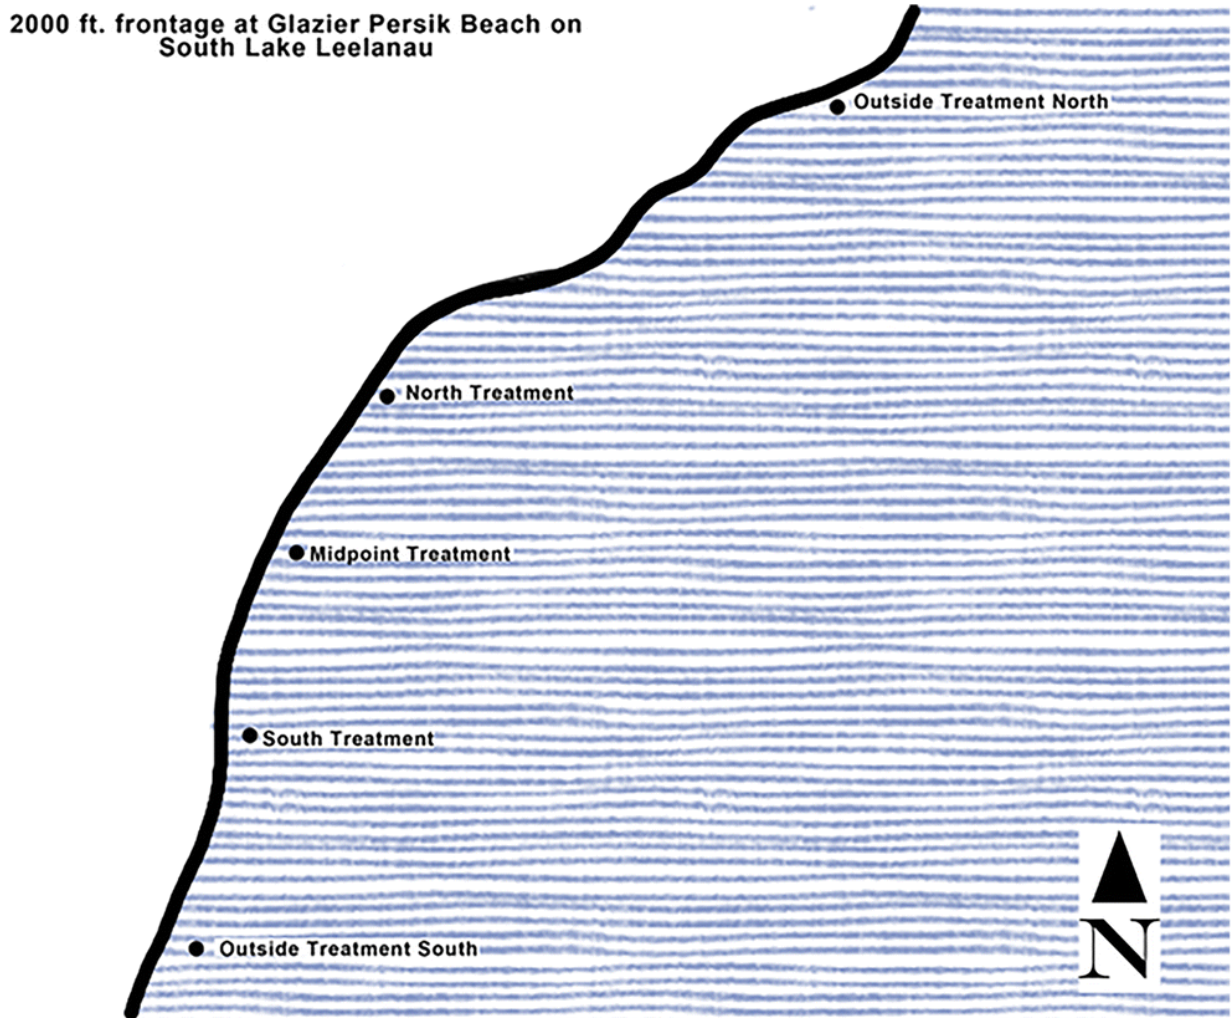 2000 ft. frontage at Glazier Persik Beach on
South Lake Leelanau
Outside Treatment North
North Treatment
Midpoint Treatment
South Treatment
Outside Treatment South
N